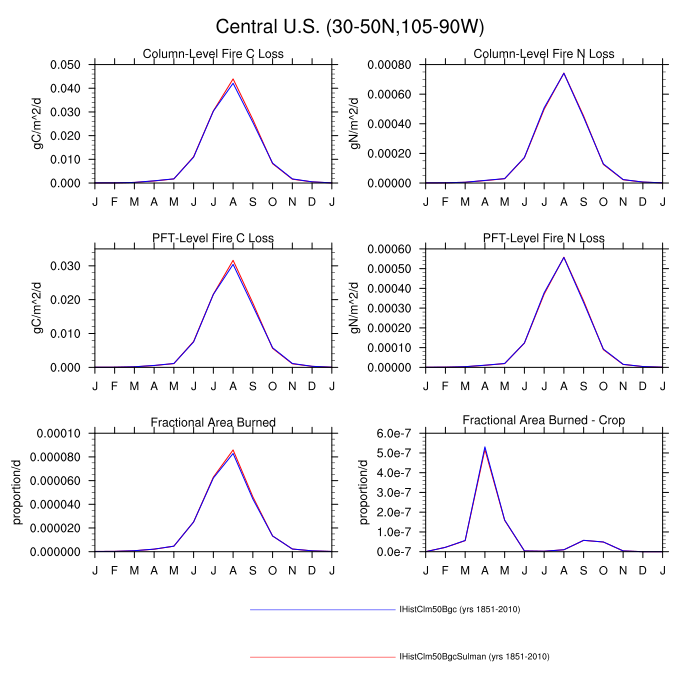 Central U.S. (30-50N,105-90W)
Column-Level Fire C Loss
gC/m^2/d
0.050
0.040
0.030
0.020
0.010
0.000
J F M A M J J A S O N D J
Column-Level Fire N Loss
gN/m^2/d
0.00080
0.00060
0.00040
0.00020
0.00000
J F M A M J J A S O N D J
PFT-Level Fire C Loss
gC/m^2/d
0.030
0.020
0.010
0.000
J F M A M J J A S O N D J
PFT-Level Fire N Loss
gN/m^2/d
0.00060
0.00050
0.00040
0.00030
0.00020
0.00010
0.00000
J F M A M J J A S O N D J
Fractional Area Burned
proportion/d
0.00010
0.000080
0.000060
0.000040
0.000020
0.000000
J F M A M J J A S O N D J
Fractional Area Burned - Crop
proportion/d
6.0e-7
5.0e-7
4.0e-7
3.0e-7
2.0e-7
1.0e-7
0.0e-7
J F M A M J J A S O N D J
IHistClm50Bgc (yrs 1851-2010)
IHistClm50BgcSulman (yrs 1851-2010)